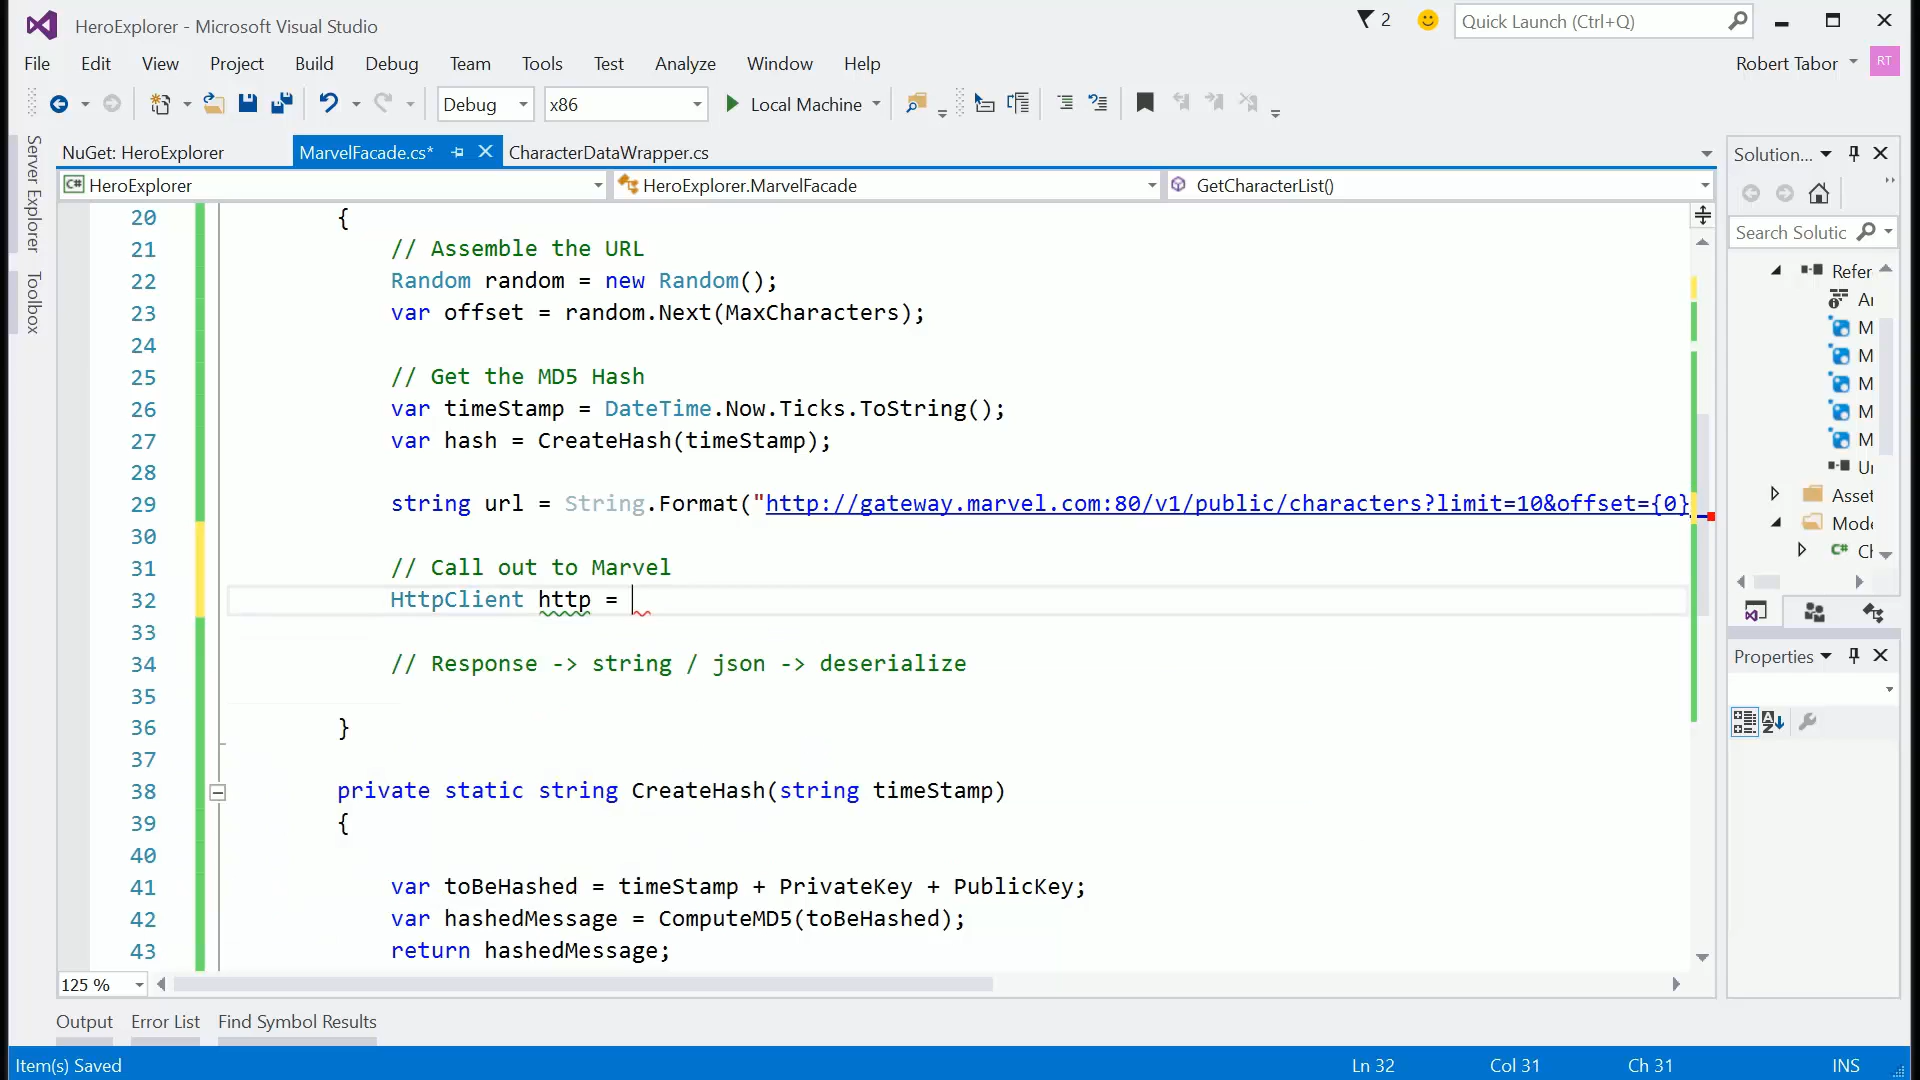 HeroExplorer - Microsoft Visual Studio
2
Quick Launch (Ctrl+Q)
File Edit View Project Build Debug Team Tools Test Analyze Window Help
Robert Tabor RT
Debug x86 Local Machine
Server Explorer
Toolbox
NuGet: HeroExplorer MarvelFacade.cs* CharacterDataWrapper.cs
C# HeroExplorer HeroExplorer.MarvelFacade GetCharacterList()
20 {
21 // Assemble the URL
22 Random random = new Random();
23 var offset = random.Next(MaxCharacters);
24
25 // Get the MD5 Hash
26 var timeStamp = DateTime.Now.Ticks.ToString();
27 var hash = CreateHash(timeStamp);
28
29 string url = String.Format("http://gateway.marvel.com:80/v1/public/characters?limit=10&offset={0}
30
31 // Call out to Marvel
32 HttpClient http =
33
34 // Response -> string / json -> deserialize
35
36 }
37
38 private static string CreateHash(string timeStamp)
39 {
40
41 var toBeHashed = timeStamp + PrivateKey + PublicKey;
42 var hashedMessage = ComputeMD5(toBeHashed);
43 return hashedMessage;
125 %
Output Error List Find Symbol Results
Solution...
Search Solutic
Refer
M
M
M
M
M
Asset
Mode
C#
Properties
Item(s) Saved Ln 32 Col 31 Ch 31 INS